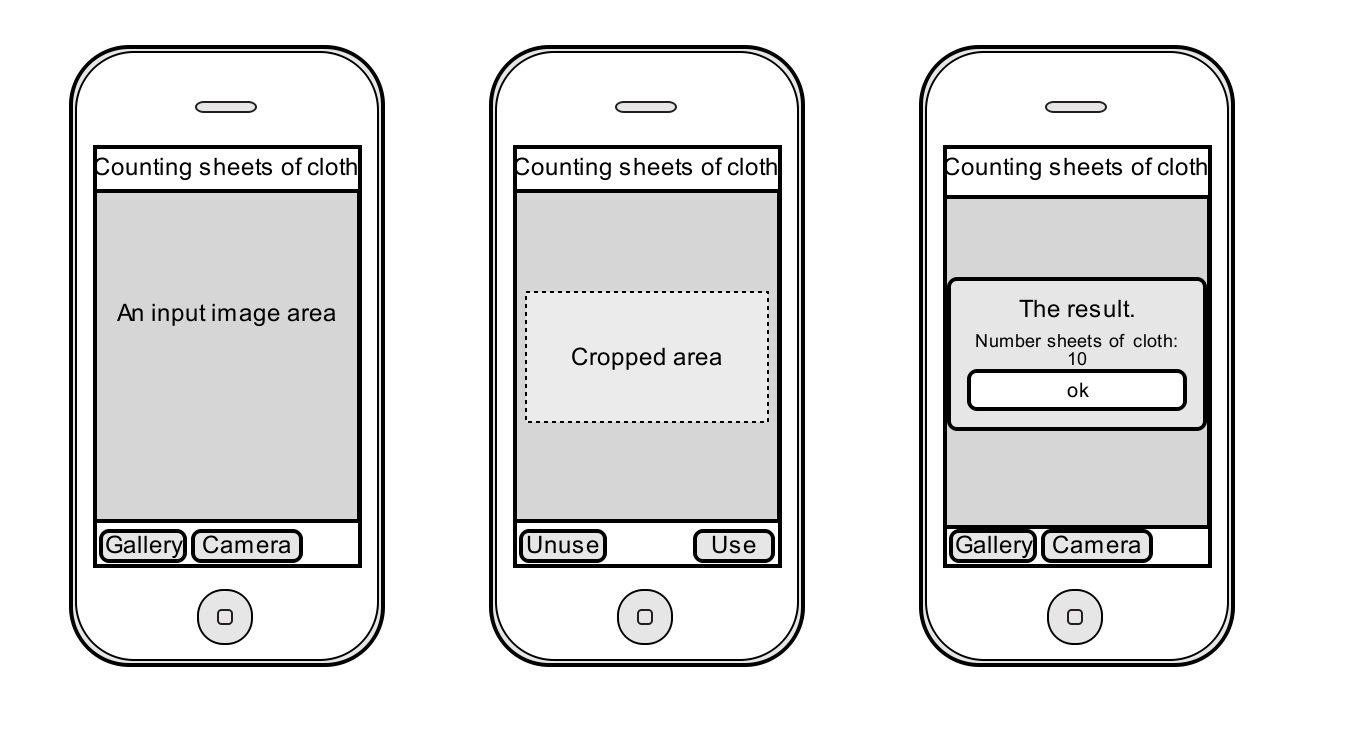 Counting sheets of cloth
An input image area
Gallery
Camera
Counting sheets of cloth
Cropped area
Unuse
Use
Counting sheets of cloth
The result.
Number sheets of cloth:
10
ok
Gallery
Camera